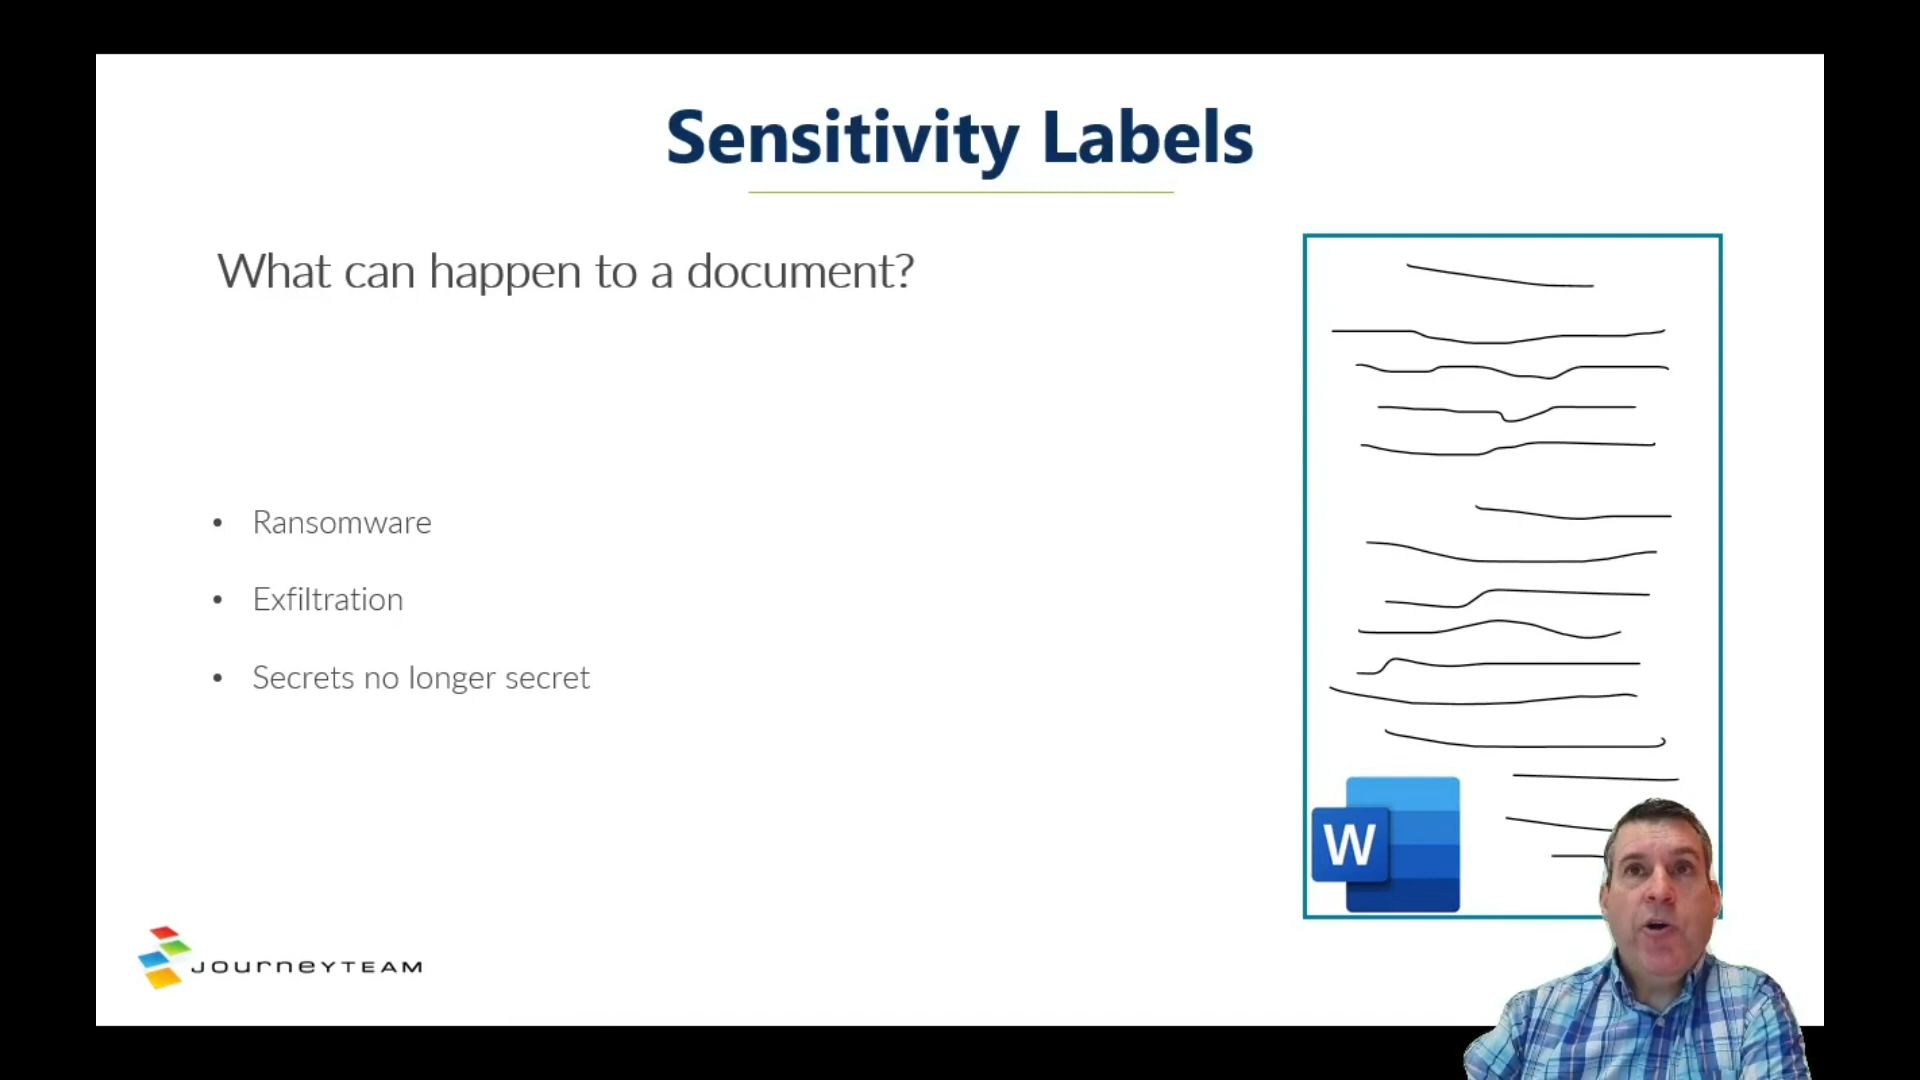 Sensitivity Labels
What can happen to a document?
• Ransomware
• Exfiltration
• Secrets no longer secret
W
JOURNEYTEAM